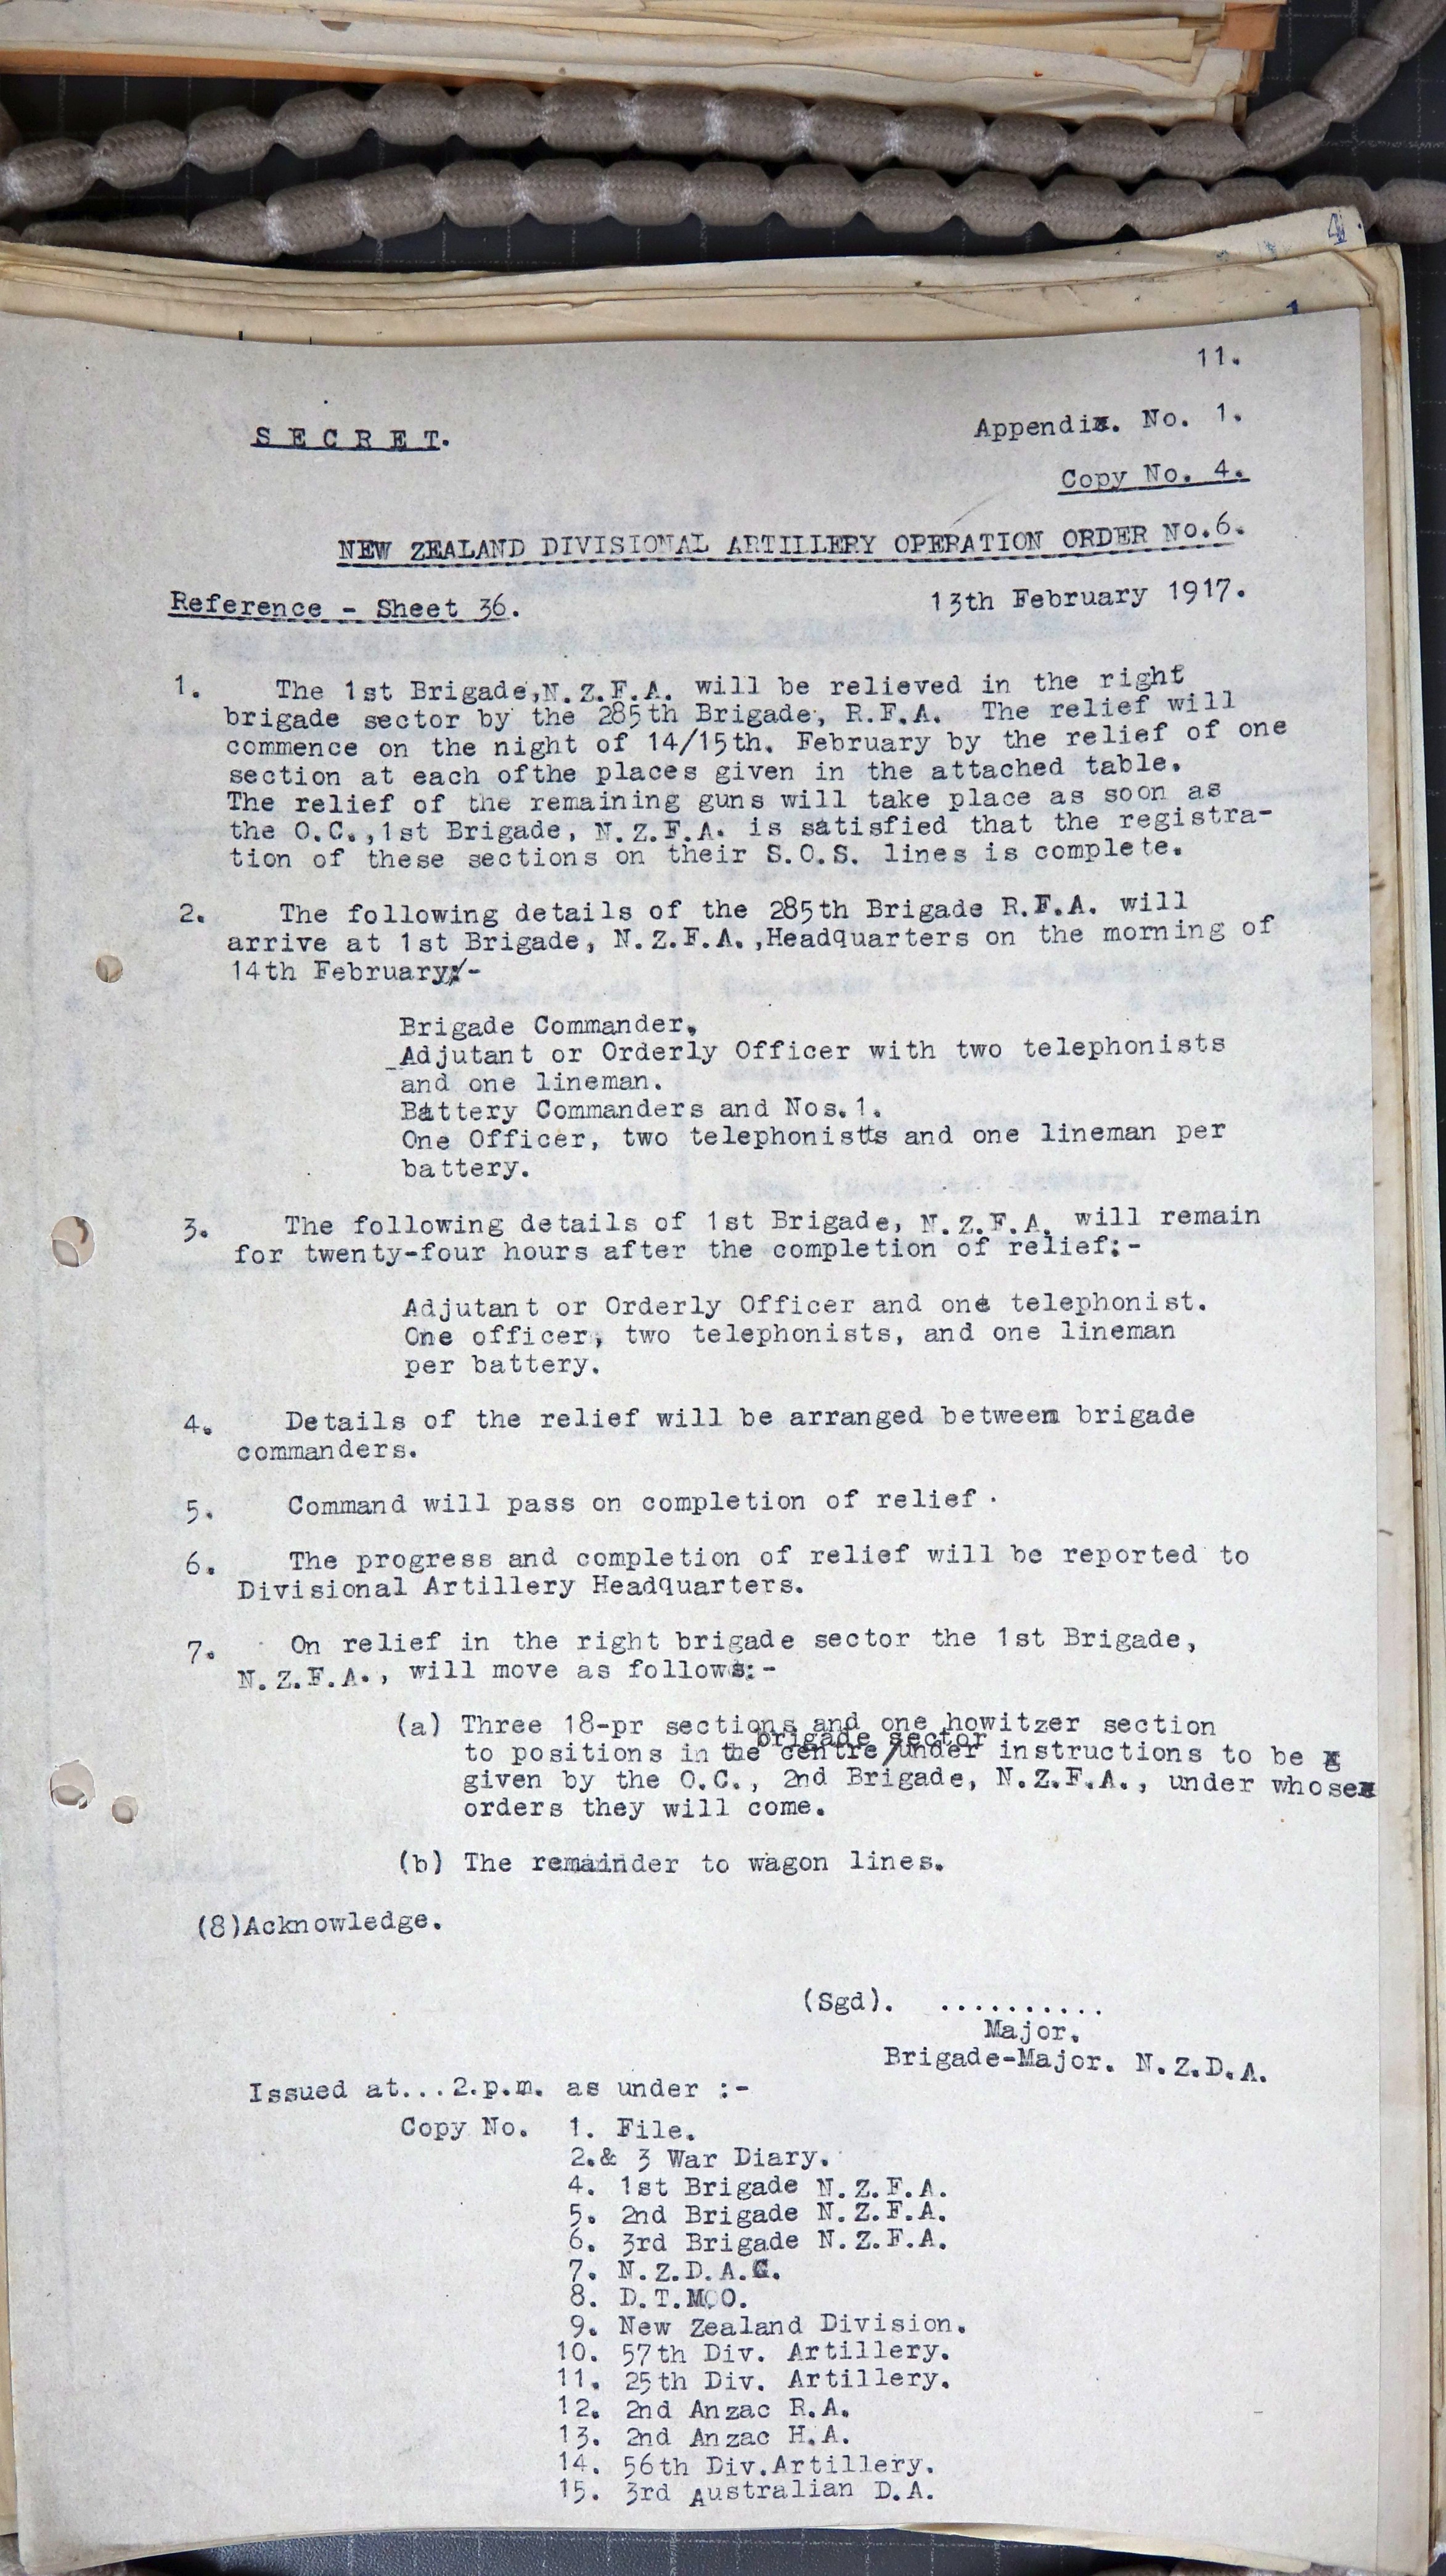 4.
1
11.
SECRET.
Appendix. No. 1.
Copy No. 4.
NEW ZEALAND DIVISIONAL ARTILLERY OPERATION ORDER No.6.
Reference - Sheet 36.
13th February 1917.
1. The 1st Brigade,N.Z.F.A. will be relieved in the right
brigade sector by the 285th Brigade, R.F.A. The relief will
commence on the night of 14/15th. February by the relief of one
section at each ofthe places given in the attached table.
The relief of the remaining guns will take place as soon as
the O.C.,1st Brigade, N.Z.F.A. is satisfied that the registra-
tion of these sections on their S.O.S. lines is complete.
2. The following details of the 285th Brigade R.F.A. will
arrive at 1st Brigade, N.Z.F.A.,Headquarters on the morning of
14th February:-
Brigade Commander.
Adjutant or Orderly Officer with two telephonists
and one lineman.
Battery Commanders and Nos.1.
One Officer, two telephonists and one lineman per
battery.
3. The following details of 1st Brigade, N.Z.F.A. will remain
for twenty-four hours after the completion of relief:-
Adjutant or Orderly Officer and one telephonist.
One officer, two telephonists, and one lineman
per battery.
4. Details of the relief will be arranged between brigade
commanders.
5. Command will pass on completion of relief.
6. The progress and completion of relief will be reported to
Divisional Artillery Headquarters.
7. On relief in the right brigade sector the 1st Brigade,
N.Z.F.A., will move as follows:-
(a) Three 18-pr sections and one howitzer section
brigade sector
to positions in the centre/under instructions to be
given by the O.C., 2nd Brigade, N.Z.F.A., under whose
orders they will come.
(b) The remainder to wagon lines.
(8)Acknowledge.
(Sgd). ..........
Major.
Brigade-Major. N.Z.D.A.
Issued at...2.p.m. as under :-
Copy No. 1. File.
2.& 3 War Diary.
4. 1st Brigade N.Z.F.A.
5. 2nd Brigade N.Z.F.A.
6. 3rd Brigade N.Z.F.A.
7. N.Z.D.A.C.
8. D.T.M.O.
9. New Zealand Division.
10. 57th Div. Artillery.
11. 25th Div. Artillery.
12. 2nd Anzac R.A.
13. 2nd Anzac H.A.
14. 56th Div.Artillery.
15. 3rd Australian D.A.